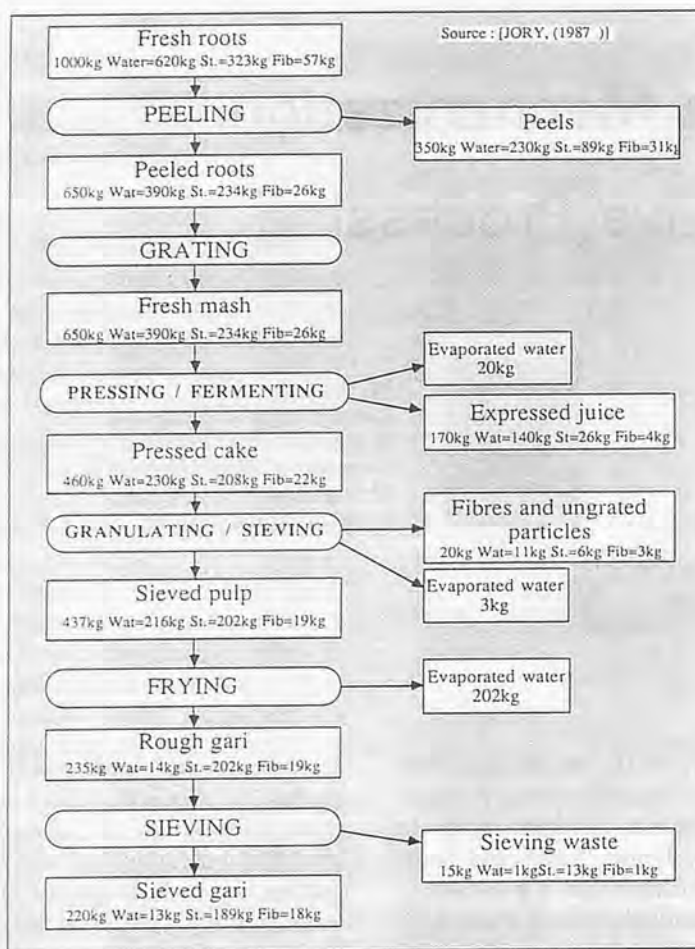 Source : [JORY, (1987 )]
Fresh roots
1000kg Water=620kg St.=323kg Fib=57kg
PEELING
Peels
350kg Water=230kg St.=89kg Fib=31kg
Peeled roots
650kg Wat=390kg St.=234kg Fib=26kg
GRATING
Fresh mash
650kg Wat=390kg St.=234kg Fib=26kg
Evaporated water
20kg
PRESSING / FERMENTING
Expressed juice
170kg Wat=140kg St=26kg Fib=4kg
Pressed cake
460kg Wat=230kg St.=208kg Fib=22kg
GRANULATING / SIEVING
Fibres and ungrated
particles
20kg Wat=11kg St.=6kg Fib=3kg
Evaporated water
3kg
Sieved pulp
437kg Wat=216kg St.=202kg Fib=19kg
FRYING
Evaporated water
202kg
Rough gari
235kg Wat=14kg St.=202kg Fib=19kg
SIEVING
Sieving waste
15kg Wat=1kgSt.=13kg Fib=1kg
Sieved gari
220kg Wat=13kg St.=189kg Fib=18kg